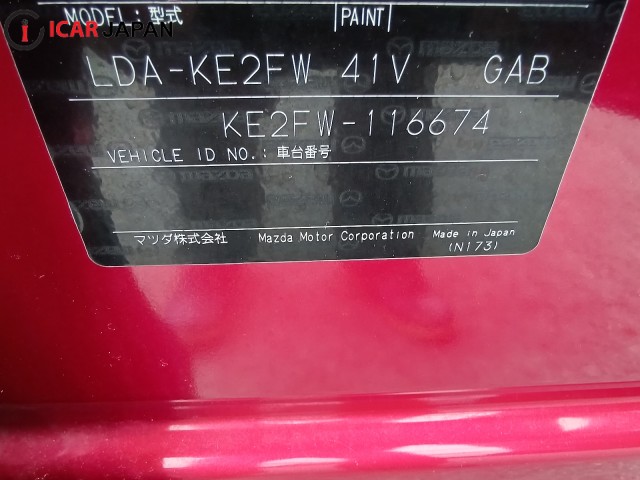 MODEL:型式 PAINT
ICAR JAPAN
LDA-KE2FW 41V GAB
KE2FW-116674
VEHICLE ID NO.:車台番号
マツダ株式会社 Mazda Motor Corporation Made in Japan
(N173)